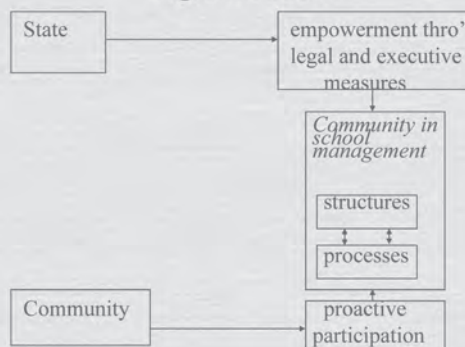 State
empowerment thro'
legal and executive
measures
Community in
school
management
structures
processes
Community
proactive
participation